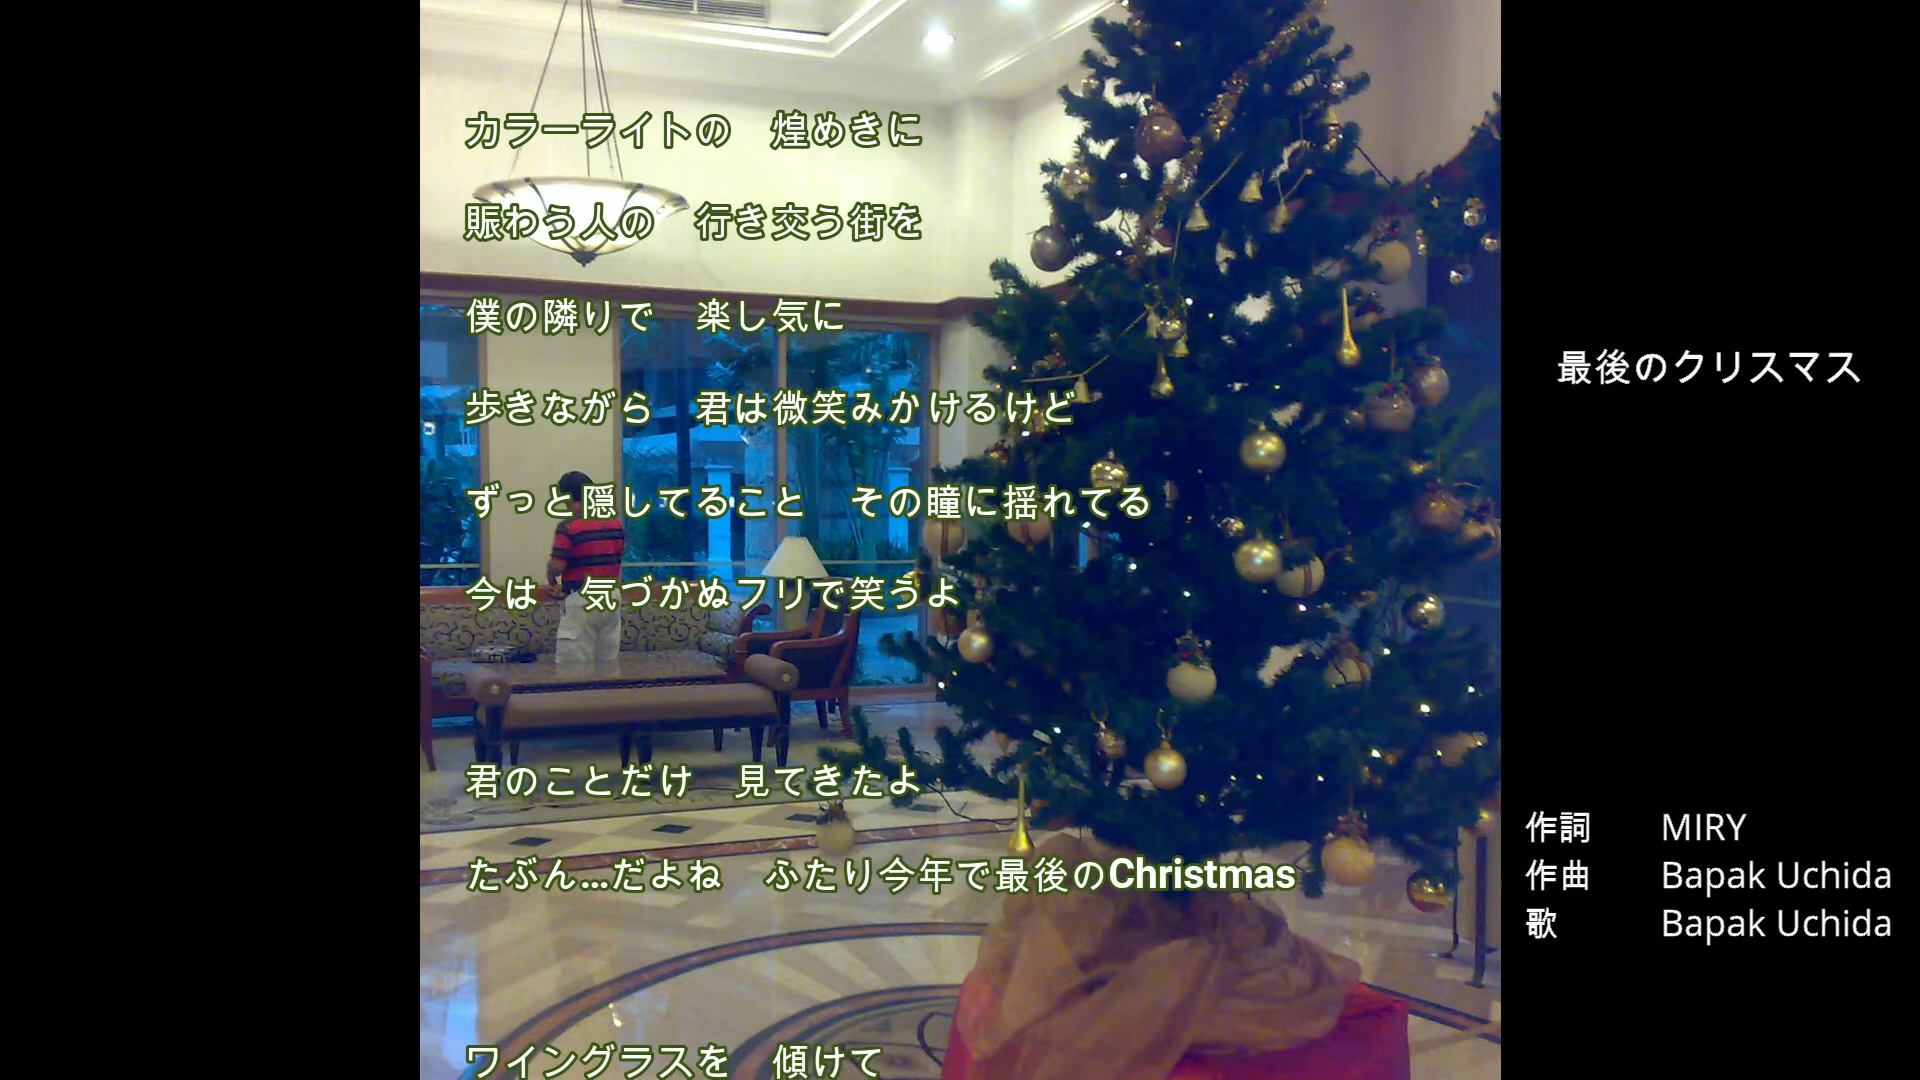 カラーライトの　煌めきに
賑わう人の　行き交う街を
僕の隣りで　楽し気に
歩きながら　君は微笑みかけるけど
ずっと隠してること　その瞳に揺れてる
今は　気づかぬフリで笑うよ
君のことだけ　見てきたよ
たぶん...だよね　ふたり今年で最後のChristmas
ワイングラスを　傾けて
最後のクリスマス
作詞　MIRY
作曲　Bapak Uchida
歌　Bapak Uchida